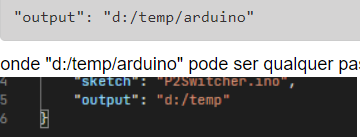 "output": "d:/temp/arduino"
onde "d:/temp/arduino" pode ser qualquer pas
4 "sketch": "P2Switcher.ino",
5 "output": "d:/temp"
6 }